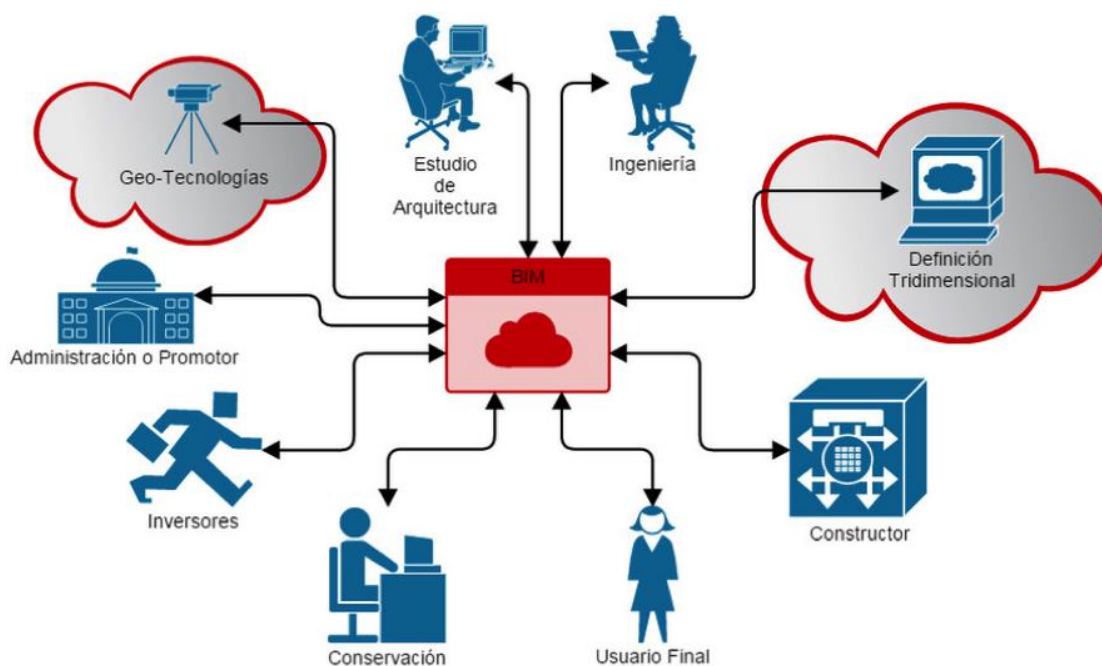 Geo-Tecnologías
Estudio
de
Arquitectura
Ingeniería
Definición
Tridimensional
BIM
Administración o Promotor
Inversores
Constructor
Conservación
Usuario Final